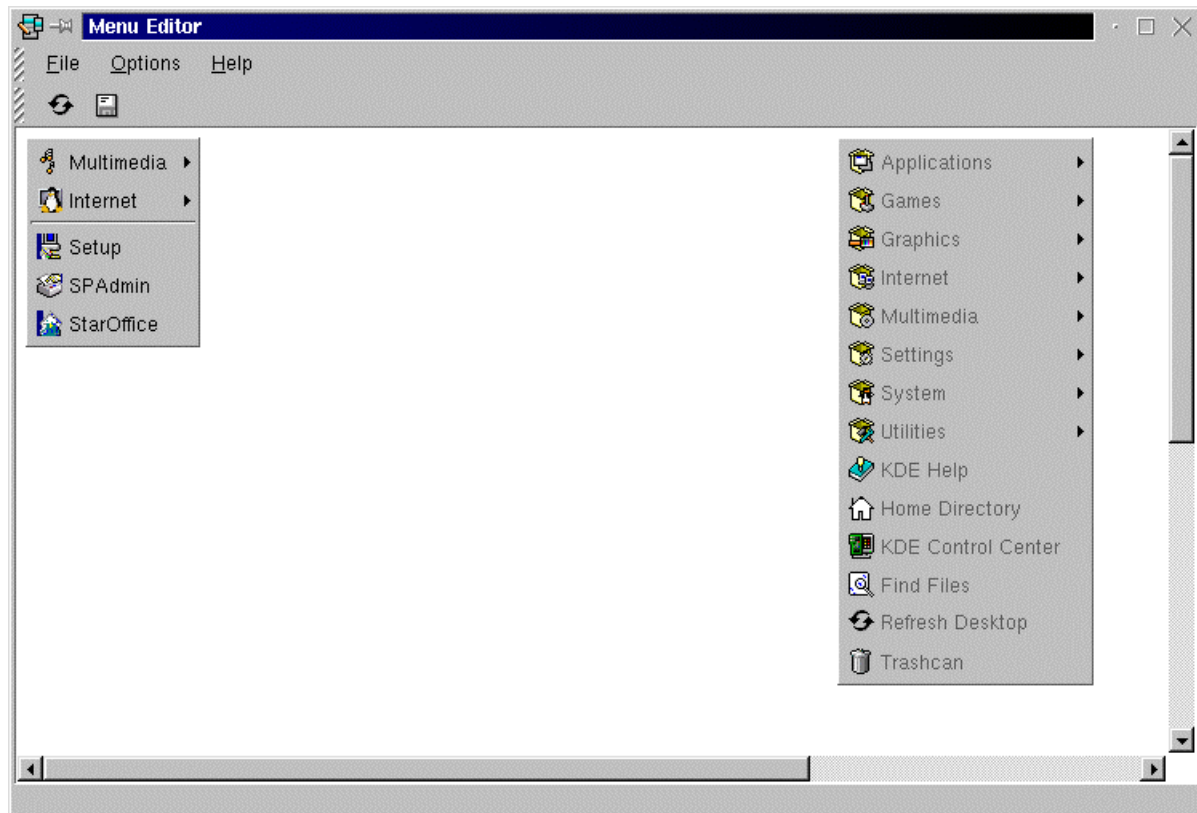 Menu Editor
File Options Help
Multimedia
Internet
Setup
SPAdmin
StarOffice
Applications
Games
Graphics
Internet
Multimedia
Settings
System
Utilities
KDE Help
Home Directory
KDE Control Center
Find Files
Refresh Desktop
Trashcan